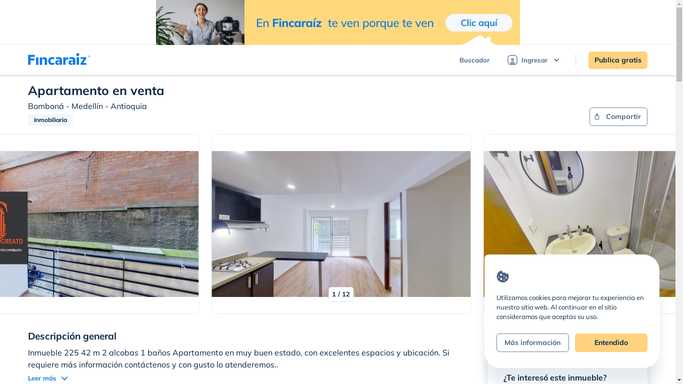 En Fincaraíz te ven porque te ven
Clic aquí
Fincaraiz
Buscador
Ingresar
Publica gratis
Apartamento en venta
Bomboná - Medellín - Antioquia
Inmobiliaria
Compartir
CREATO
1 / 12
Utilizamos cookies para mejorar tu experiencia en
nuestro sitio web. Al continuar en el sitio
consideramos que aceptas su uso.
Más información
Entendido
Descripción general
Inmueble 225 42 m 2 alcobas 1 baños Apartamento en muy buen estado, con excelentes espacios y ubicación. Si
requiere más información contáctenos y con gusto lo atenderemos..
Leer más
¿Te interesó este inmueble?